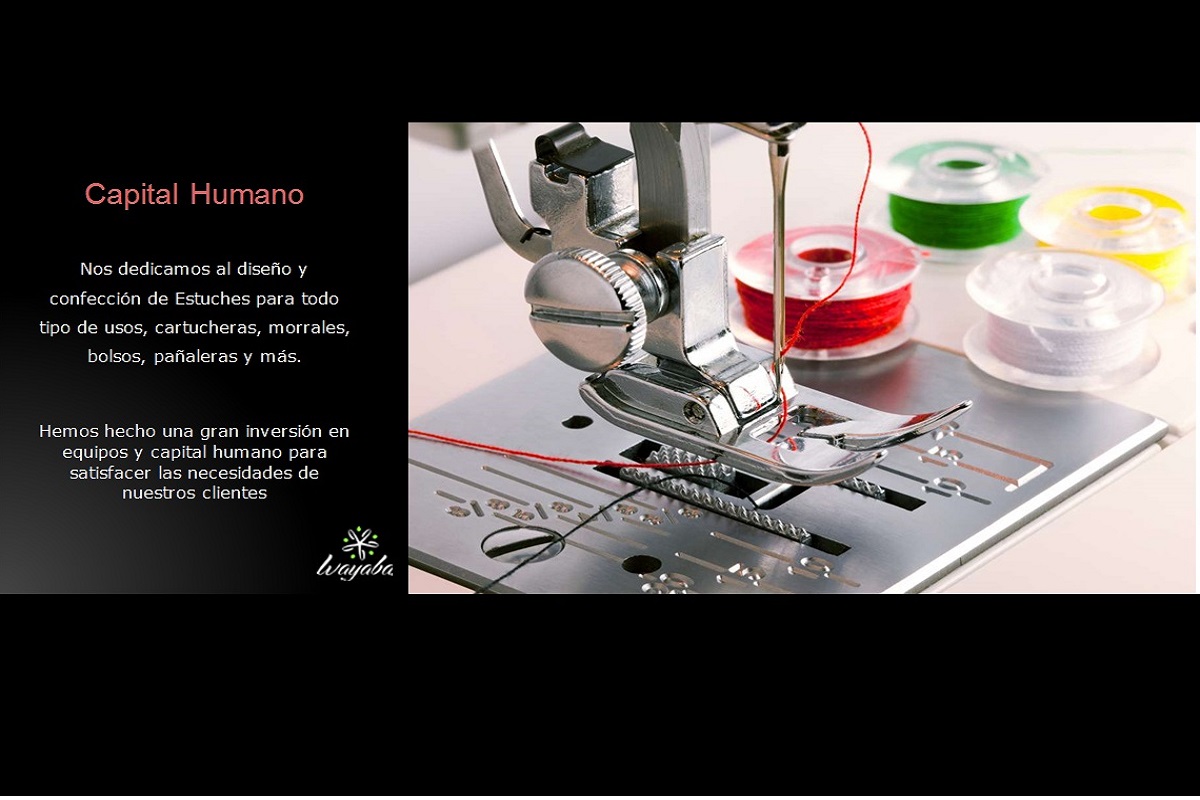 Capital Humano
Nos dedicamos al diseño y
confección de Estuches para todo
tipo de usos, cartucheras, morrales,
bolsos, pañaleras y más.
Hemos hecho una gran inversión en
equipos y capital humano para
satisfacer las necesidades de
nuestros clientes
Wayaba